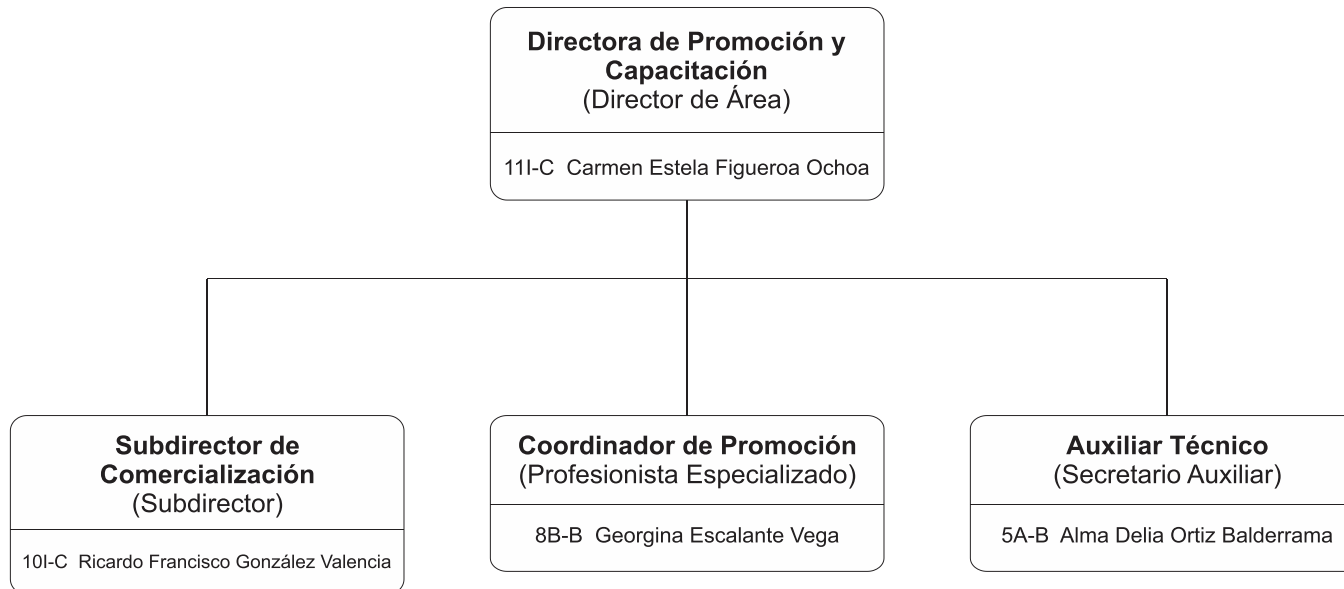 Directora de Promoción y
Capacitación
(Director de Área)
11I-C Carmen Estela Figueroa Ochoa
Subdirector de
Comercialización
(Subdirector)
10I-C Ricardo Francisco González Valencia
Coordinador de Promoción
(Profesionista Especializado)
8B-B Georgina Escalante Vega
Auxiliar Técnico
(Secretario Auxiliar)
5A-B Alma Delia Ortiz Balderrama